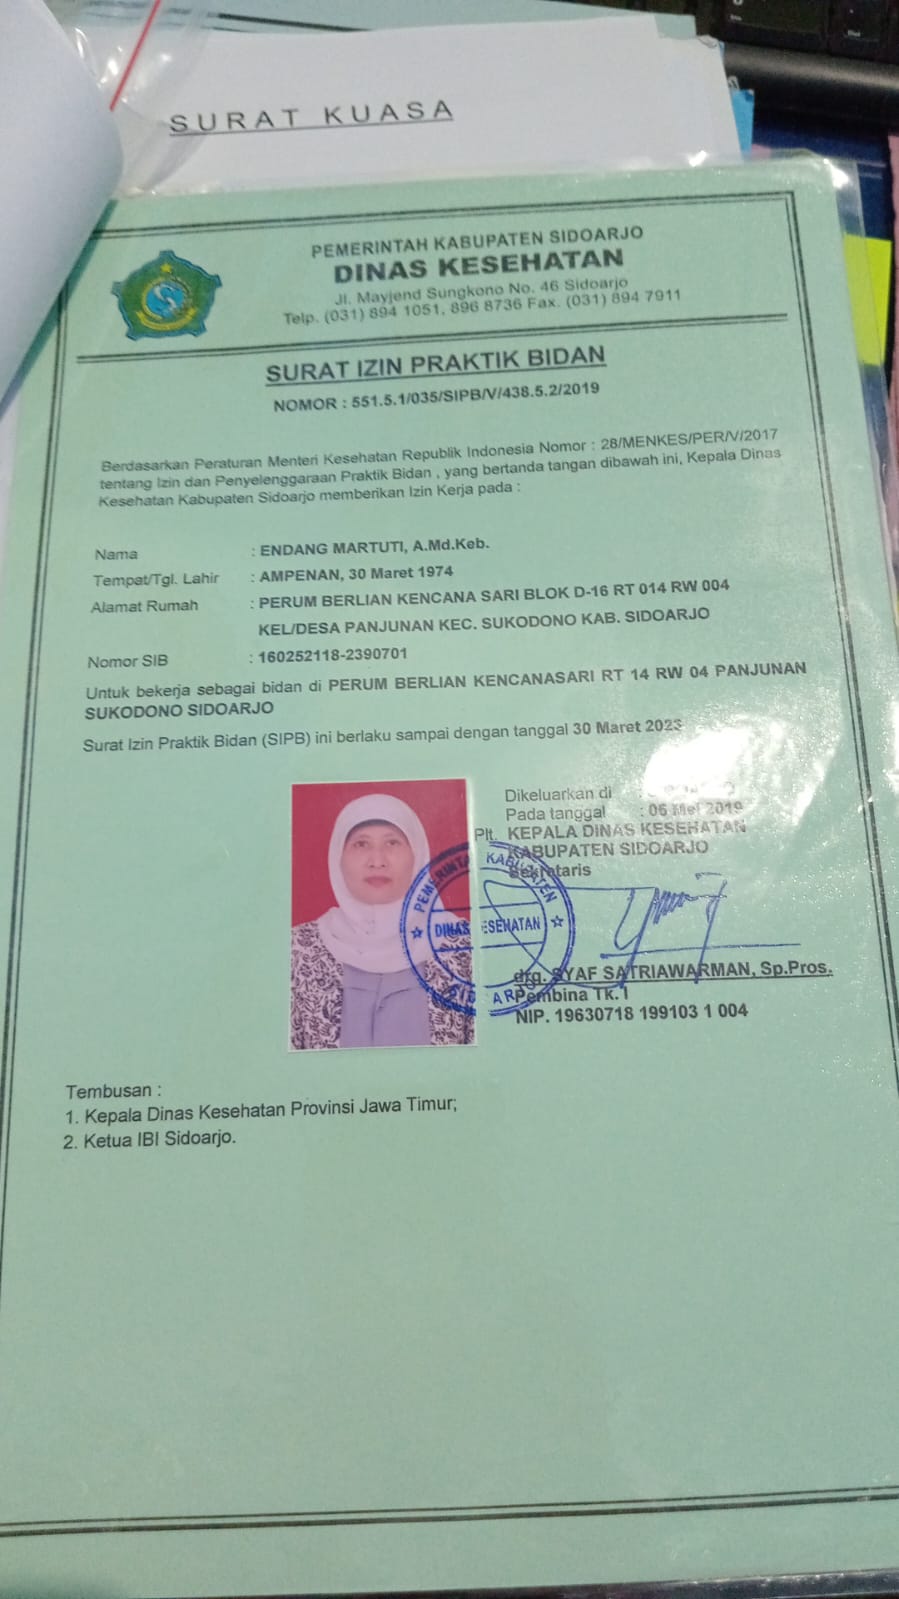 SURAT KUASA
PEMERINTAH KABUPATEN SIDOARJO
DINAS KESEHATAN
Jl. Mayjend Sungkono No. 46 Sidoarjo
Telp. (031) 894 1051, 896 8736 Fax. (031) 894 7911
SURAT IZIN PRAKTIK BIDAN
NOMOR : 551.5.1/035/SIPB/V/438.5.2/2019
Berdasarkan Peraturan Menteri Kesehatan Republik Indonesia Nomor : 28/MENKES/PER/V/2017
tentang Izin dan Penyelenggaraan Praktik Bidan , yang bertanda tangan dibawah ini, Kepala Dinas
Kesehatan Kabupaten Sidoarjo memberikan Izin Kerja pada :
Nama : ENDANG MARTUTI, A.Md.Keb.
Tempat/Tgl. Lahir : AMPENAN, 30 Maret 1974
Alamat Rumah : PERUM BERLIAN KENCANA SARI BLOK D-16 RT 014 RW 004
KEL/DESA PANJUNAN KEC. SUKODONO KAB. SIDOARJO
Nomor SIB : 160252118-2390701
Untuk bekerja sebagai bidan di PERUM BERLIAN KENCANASARI RT 14 RW 04 PANJUNAN
SUKODONO SIDOARJO
Surat Izin Praktik Bidan (SIPB) ini berlaku sampai dengan tanggal 30 Maret 2023
Dikeluarkan di :
Pada tanggal : 06 Mei 2019
Plt. KEPALA DINAS KESEHATAN
KABUPATEN SIDOARJO
Sekretaris
PEMERINTA KABUPATEN
DINAS ESEHATAN
drg. SYAF SATRIAWARMAN, Sp.Pros.
Pembina Tk. I
NIP. 19630718 199103 1 004
Tembusan :
1. Kepala Dinas Kesehatan Provinsi Jawa Timur;
2. Ketua IBI Sidoarjo.